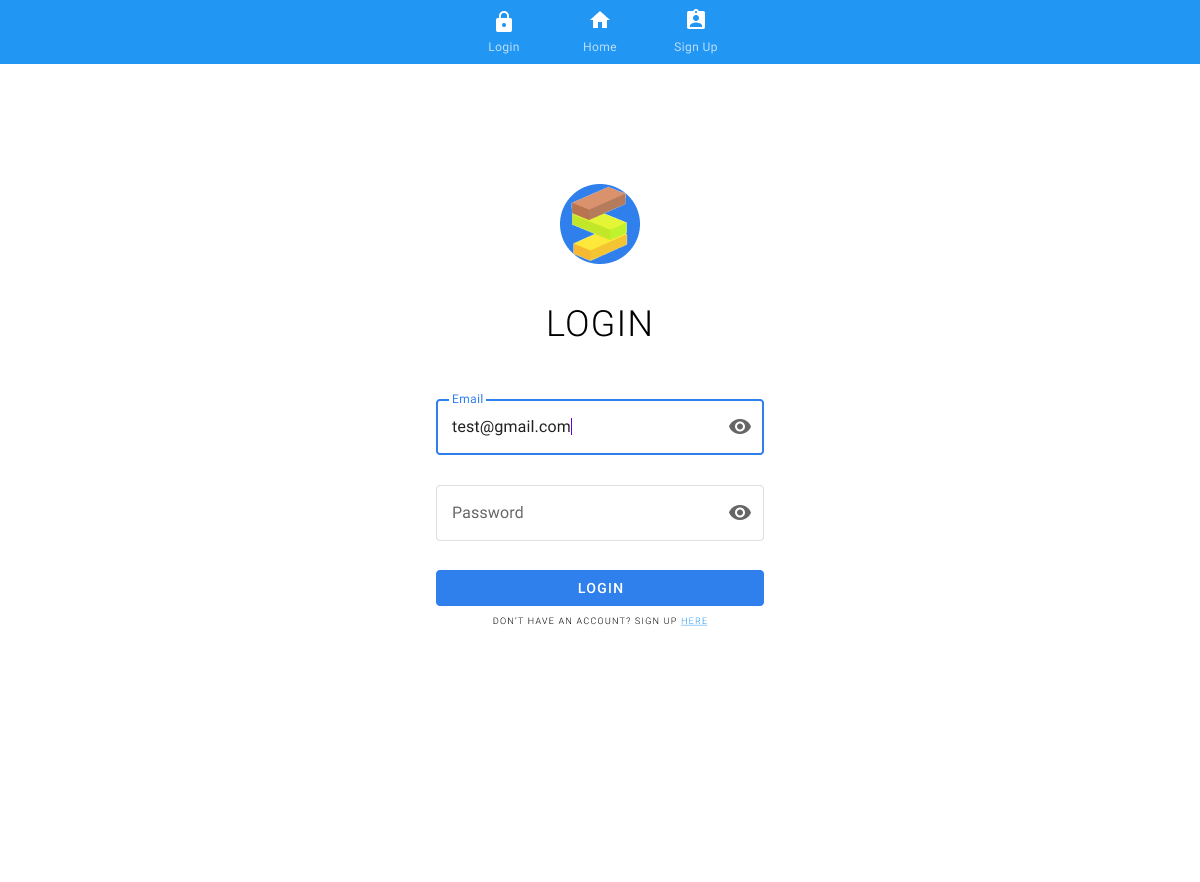 Login Home Sign Up
LOGIN
Email
test@gmail.com
Password
LOGIN
DON'T HAVE AN ACCOUNT? SIGN UP HERE